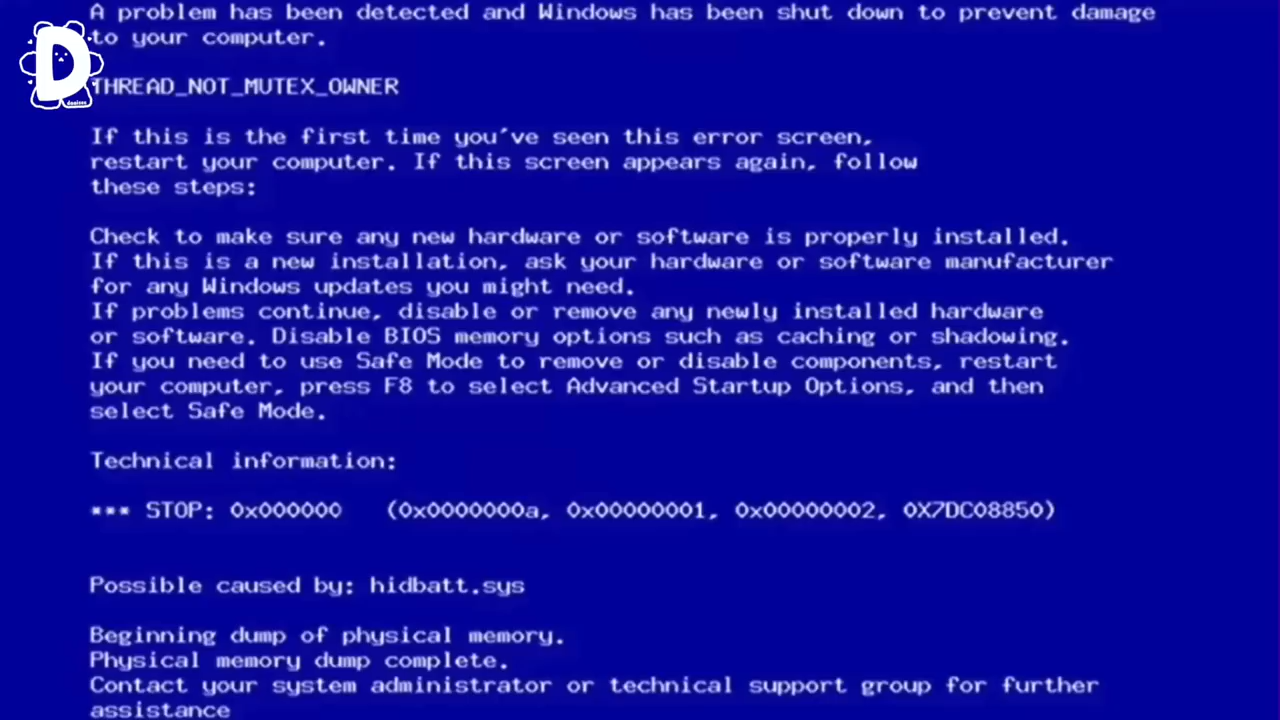 A problem has been detected and Windows has been shut down to prevent damage
to your computer.
THREAD_NOT_MUTEX_OWNER
If this is the first time you've seen this error screen,
restart your computer. If this screen appears again, follow
these steps:
Check to make sure any new hardware or software is properly installed.
If this is a new installation, ask your hardware or software manufacturer
for any Windows updates you might need.
If problems continue, disable or remove any newly installed hardware
or software. Disable BIOS memory options such as caching or shadowing.
If you need to use Safe Mode to remove or disable components, restart
your computer, press F8 to select Advanced Startup Options, and then
select Safe Mode.
Technical information:
*** STOP: 0x000000 (0x0000000a, 0x00000001, 0x00000002, 0X7DC08850)
Possible caused by: hidbatt.sys
Beginning dump of physical memory.
Physical memory dump complete.
Contact your system administrator or technical support group for further
assistance
D